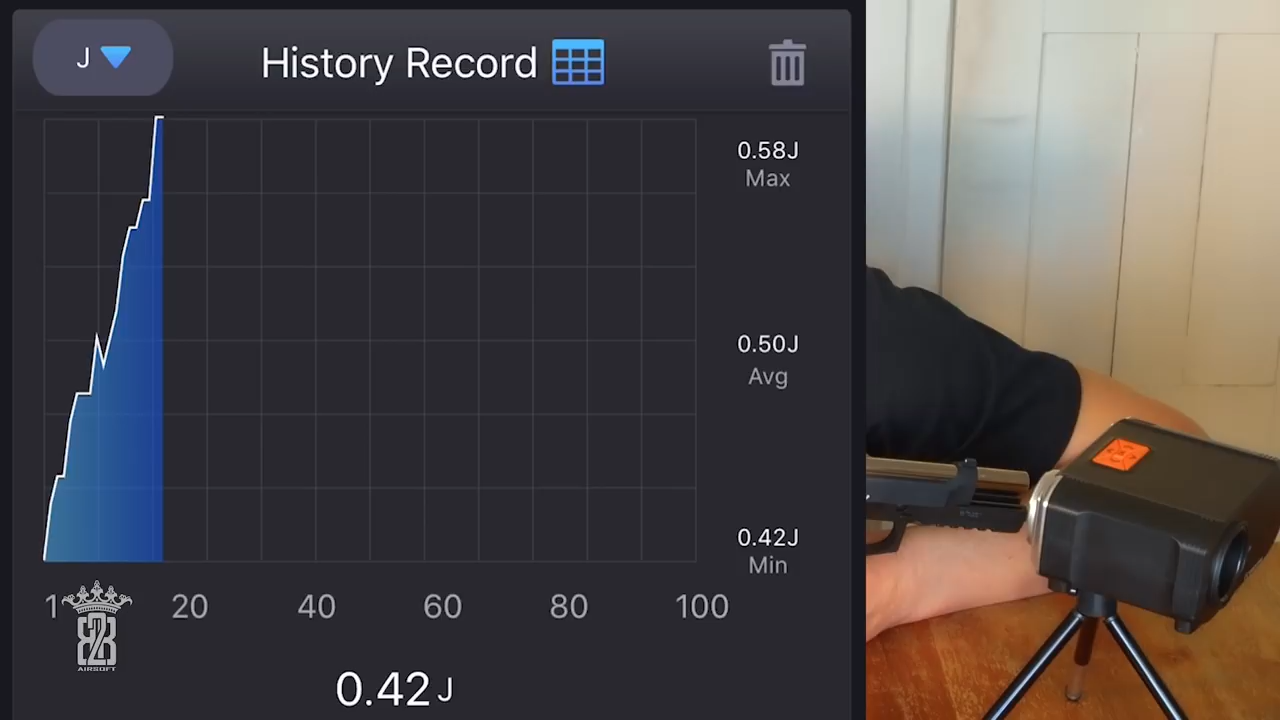 J
History Record
0.58J
Max
0.50J
Avg
0.42J
Min
1 20 40 60 80 100
B2B
AIRSOFT
0.42 J